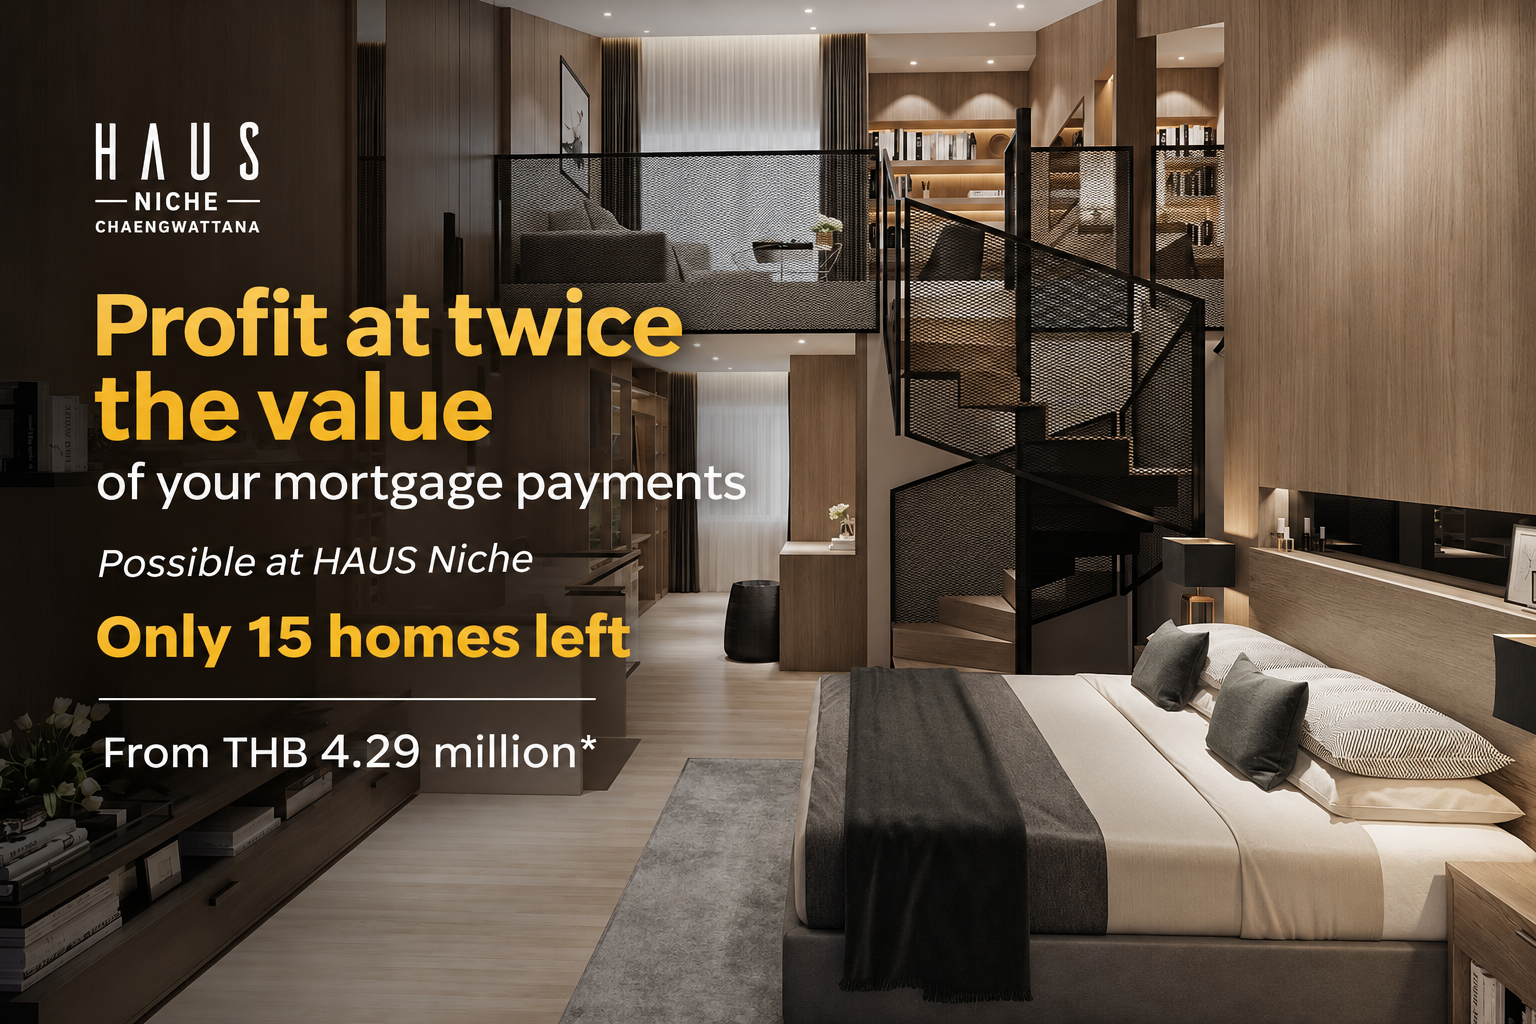 HAUS
NICHE
CHAENGWATTANA
Profit at twice
the value
of your mortgage payments
Possible at HAUS Niche
Only 15 homes left
From THB 4.29 million*